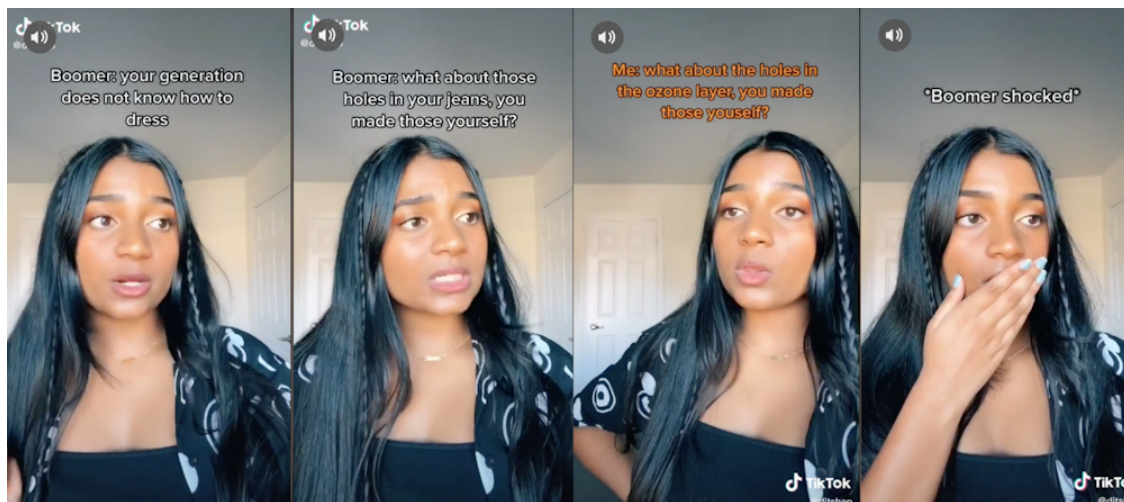 TikTok
Boomer: your generation
does not know how to
dress
TikTok
Boomer: what about those
holes in your jeans, you
made those yourself?
Me: what about the holes in
the ozone layer, you made
those youself?
TikTok
*Boomer shocked*
TikTok